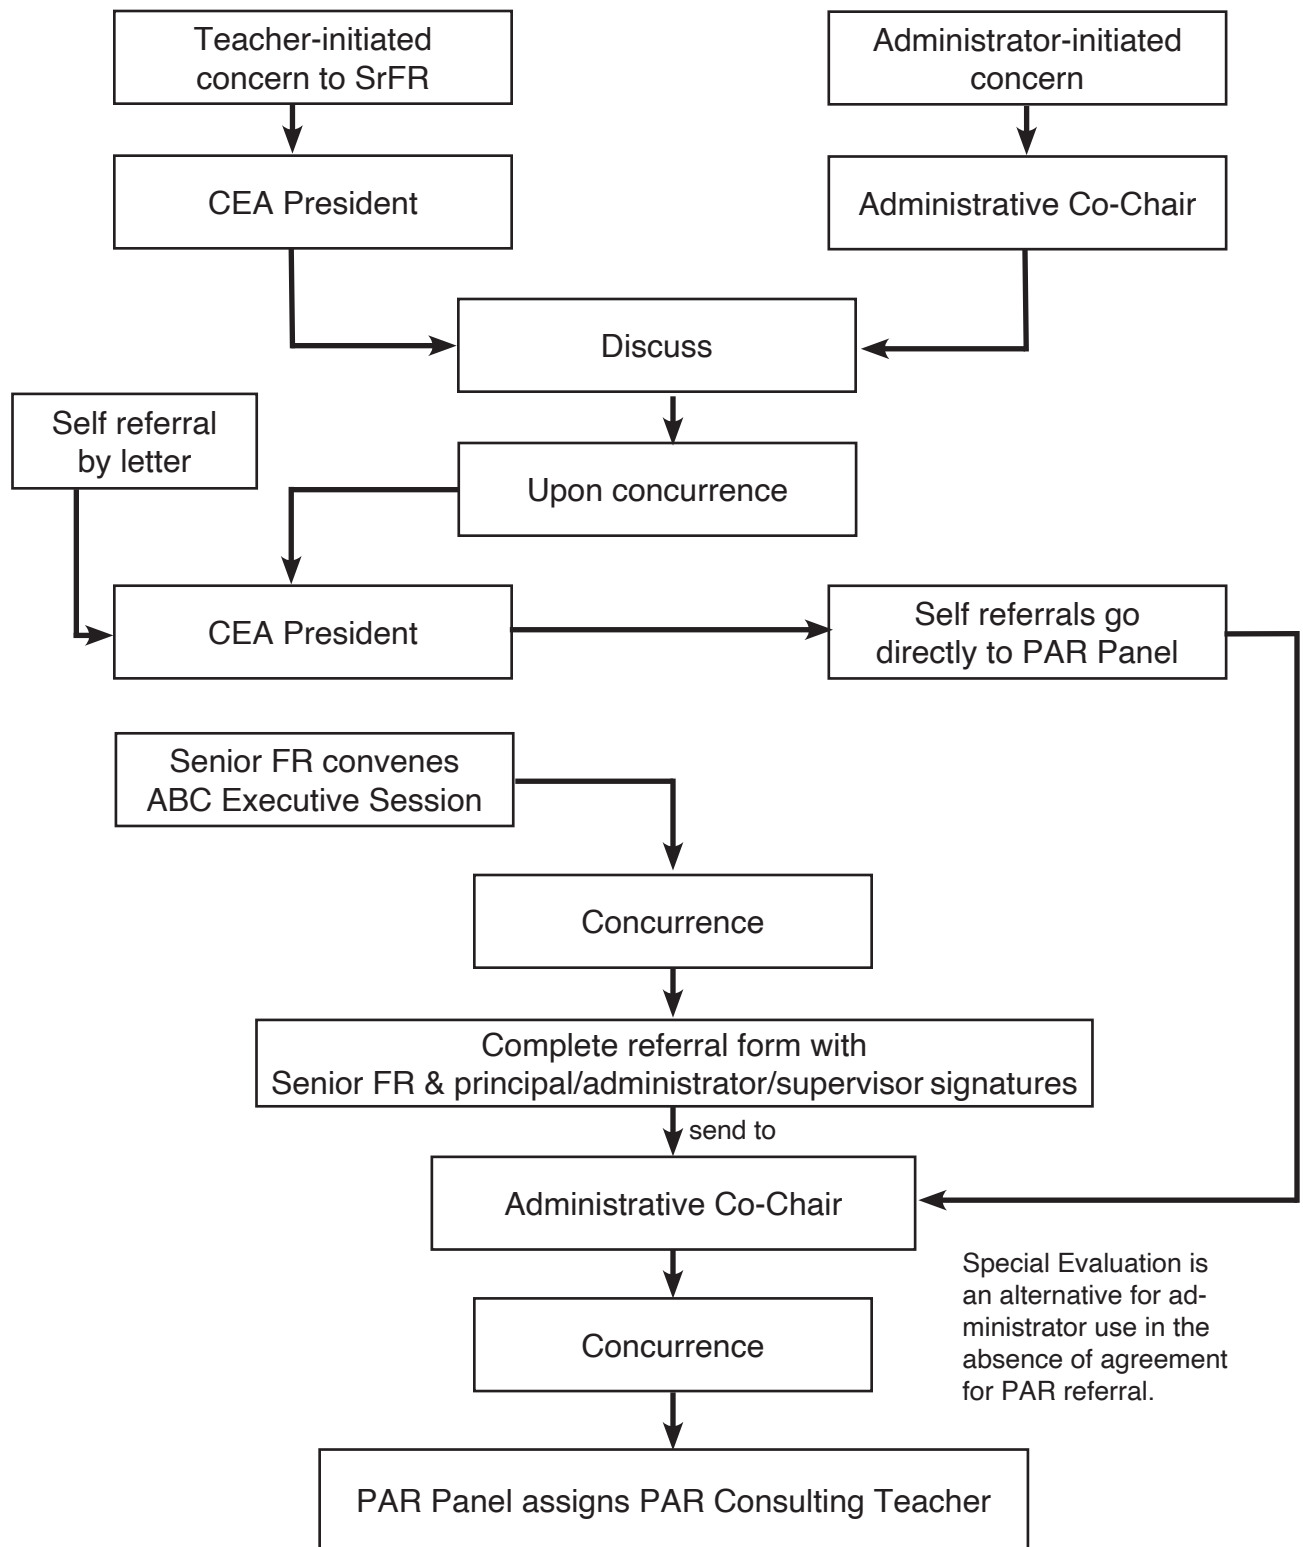 Teacher-initiated
concern to SrFR
Administrator-initiated
concern
CEA President
Administrative Co-Chair
Discuss
Self referral
by letter
Upon concurrence
CEA President
Self referrals go
directly to PAR Panel
Senior FR convenes
ABC Executive Session
Concurrence
Complete referral form with
Senior FR & principal/administrator/supervisor signatures
send to
Administrative Co-Chair
Special Evaluation is
an alternative for ad-
ministrator use in the
absence of agreement
for PAR referral.
Concurrence
PAR Panel assigns PAR Consulting Teacher